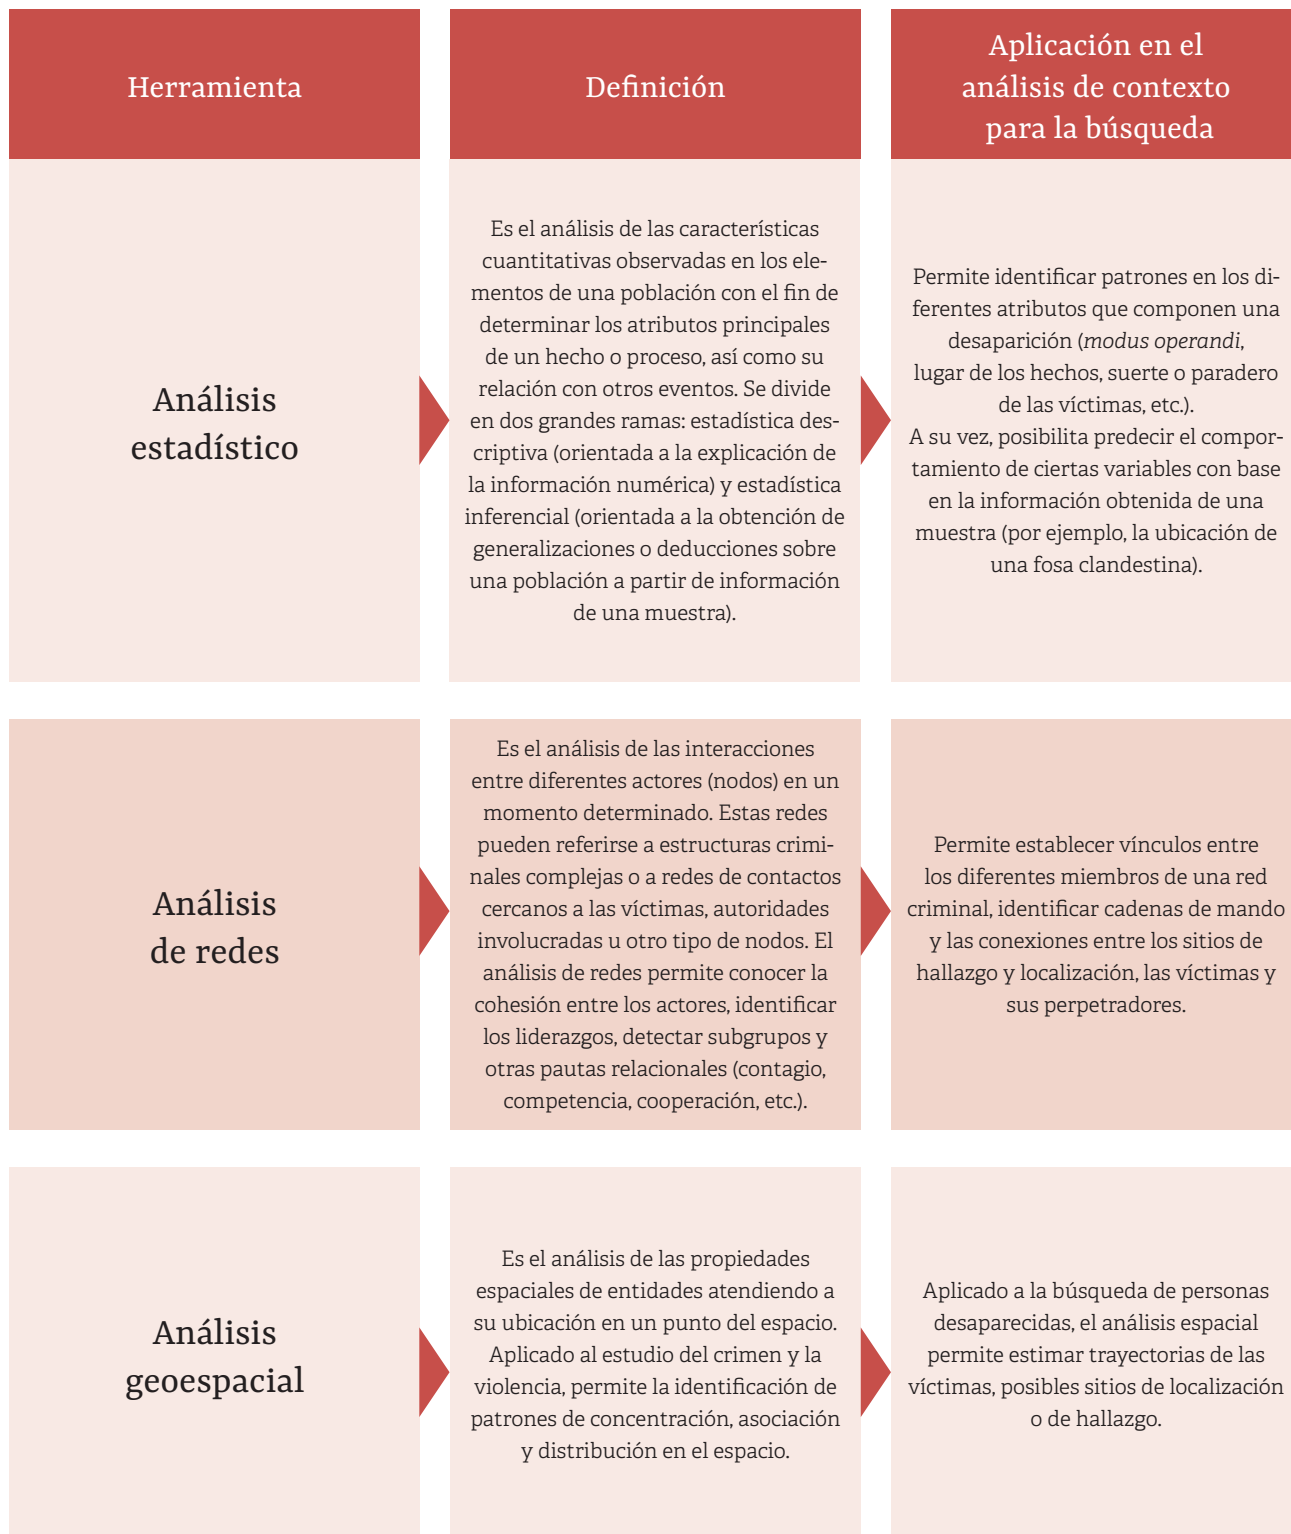 Herramienta
Definición
Aplicación en el
análisis de contexto
para la búsqueda
Análisis
estadístico
Es el análisis de las características
cuantitativas observadas en los ele-
mentos de una población con el fin de
determinar los atributos principales
de un hecho o proceso, así como su
relación con otros eventos. Se divide
en dos grandes ramas: estadística des-
criptiva (orientada a la explicación de
la información numérica) y estadística
inferencial (orientada a la obtención de
generalizaciones o deducciones sobre
una población a partir de información
de una muestra).
Permite identificar patrones en los di-
ferentes atributos que componen una
desaparición (modus operandi,
lugar de los hechos, suerte o paradero
de las víctimas, etc.).
A su vez, posibilita predecir el compor-
tamiento de ciertas variables con base
en la información obtenida de una
muestra (por ejemplo, la ubicación de
una fosa clandestina).
Análisis
de redes
Es el análisis de las interacciones
entre diferentes actores (nodos) en un
momento determinado. Estas redes
pueden referirse a estructuras crimi-
nales complejas o a redes de contactos
cercanos a las víctimas, autoridades
involucradas u otro tipo de nodos. El
análisis de redes permite conocer la
cohesión entre los actores, identificar
los liderazgos, detectar subgrupos y
otras pautas relacionales (contagio,
competencia, cooperación, etc.).
Permite establecer vínculos entre
los diferentes miembros de una red
criminal, identificar cadenas de mando
y las conexiones entre los sitios de
hallazgo y localización, las víctimas y
sus perpetradores.
Análisis
geoespacial
Es el análisis de las propiedades
espaciales de entidades atendiendo a
su ubicación en un punto del espacio.
Aplicado al estudio del crimen y la
violencia, permite la identificación de
patrones de concentración, asociación
y distribución en el espacio.
Aplicado a la búsqueda de personas
desaparecidas, el análisis espacial
permite estimar trayectorias de las
víctimas, posibles sitios de localización
o de hallazgo.